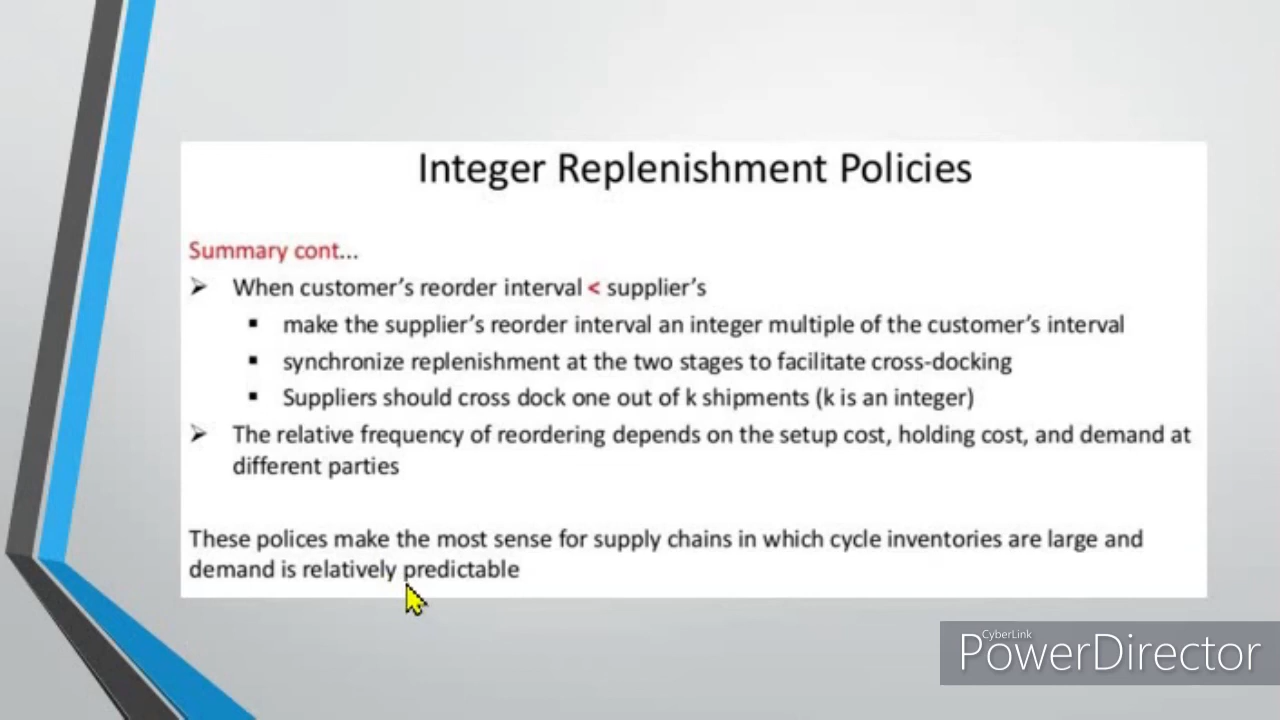 Integer Replenishment Policies
Summary cont...
➢ When customer's reorder interval < supplier's
▪ make the supplier's reorder interval an integer multiple of the customer's interval
▪ synchronize replenishment at the two stages to facilitate cross-docking
▪ Suppliers should cross dock one out of k shipments (k is an integer)
➢ The relative frequency of reordering depends on the setup cost, holding cost, and demand at
different parties
These polices make the most sense for supply chains in which cycle inventories are large and
demand is relatively predictable
CyberLink
PowerDirector